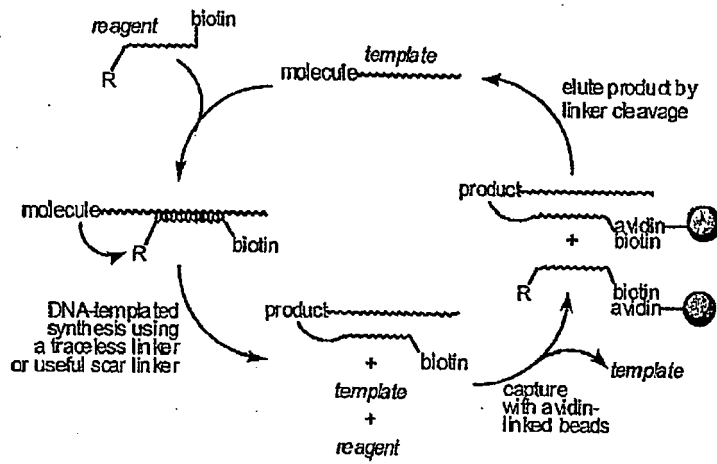 biotin
reagent
R
template
molecule
elute product by
linker cleavage
molecule
R
biotin
product
avidin
biotin
+
R
biotin
avidin
DNA-templated
synthesis using
a traceless linker
or useful scar linker
product
biotin
+
template
+
reagent
capture
with avidin-
linked beads
template